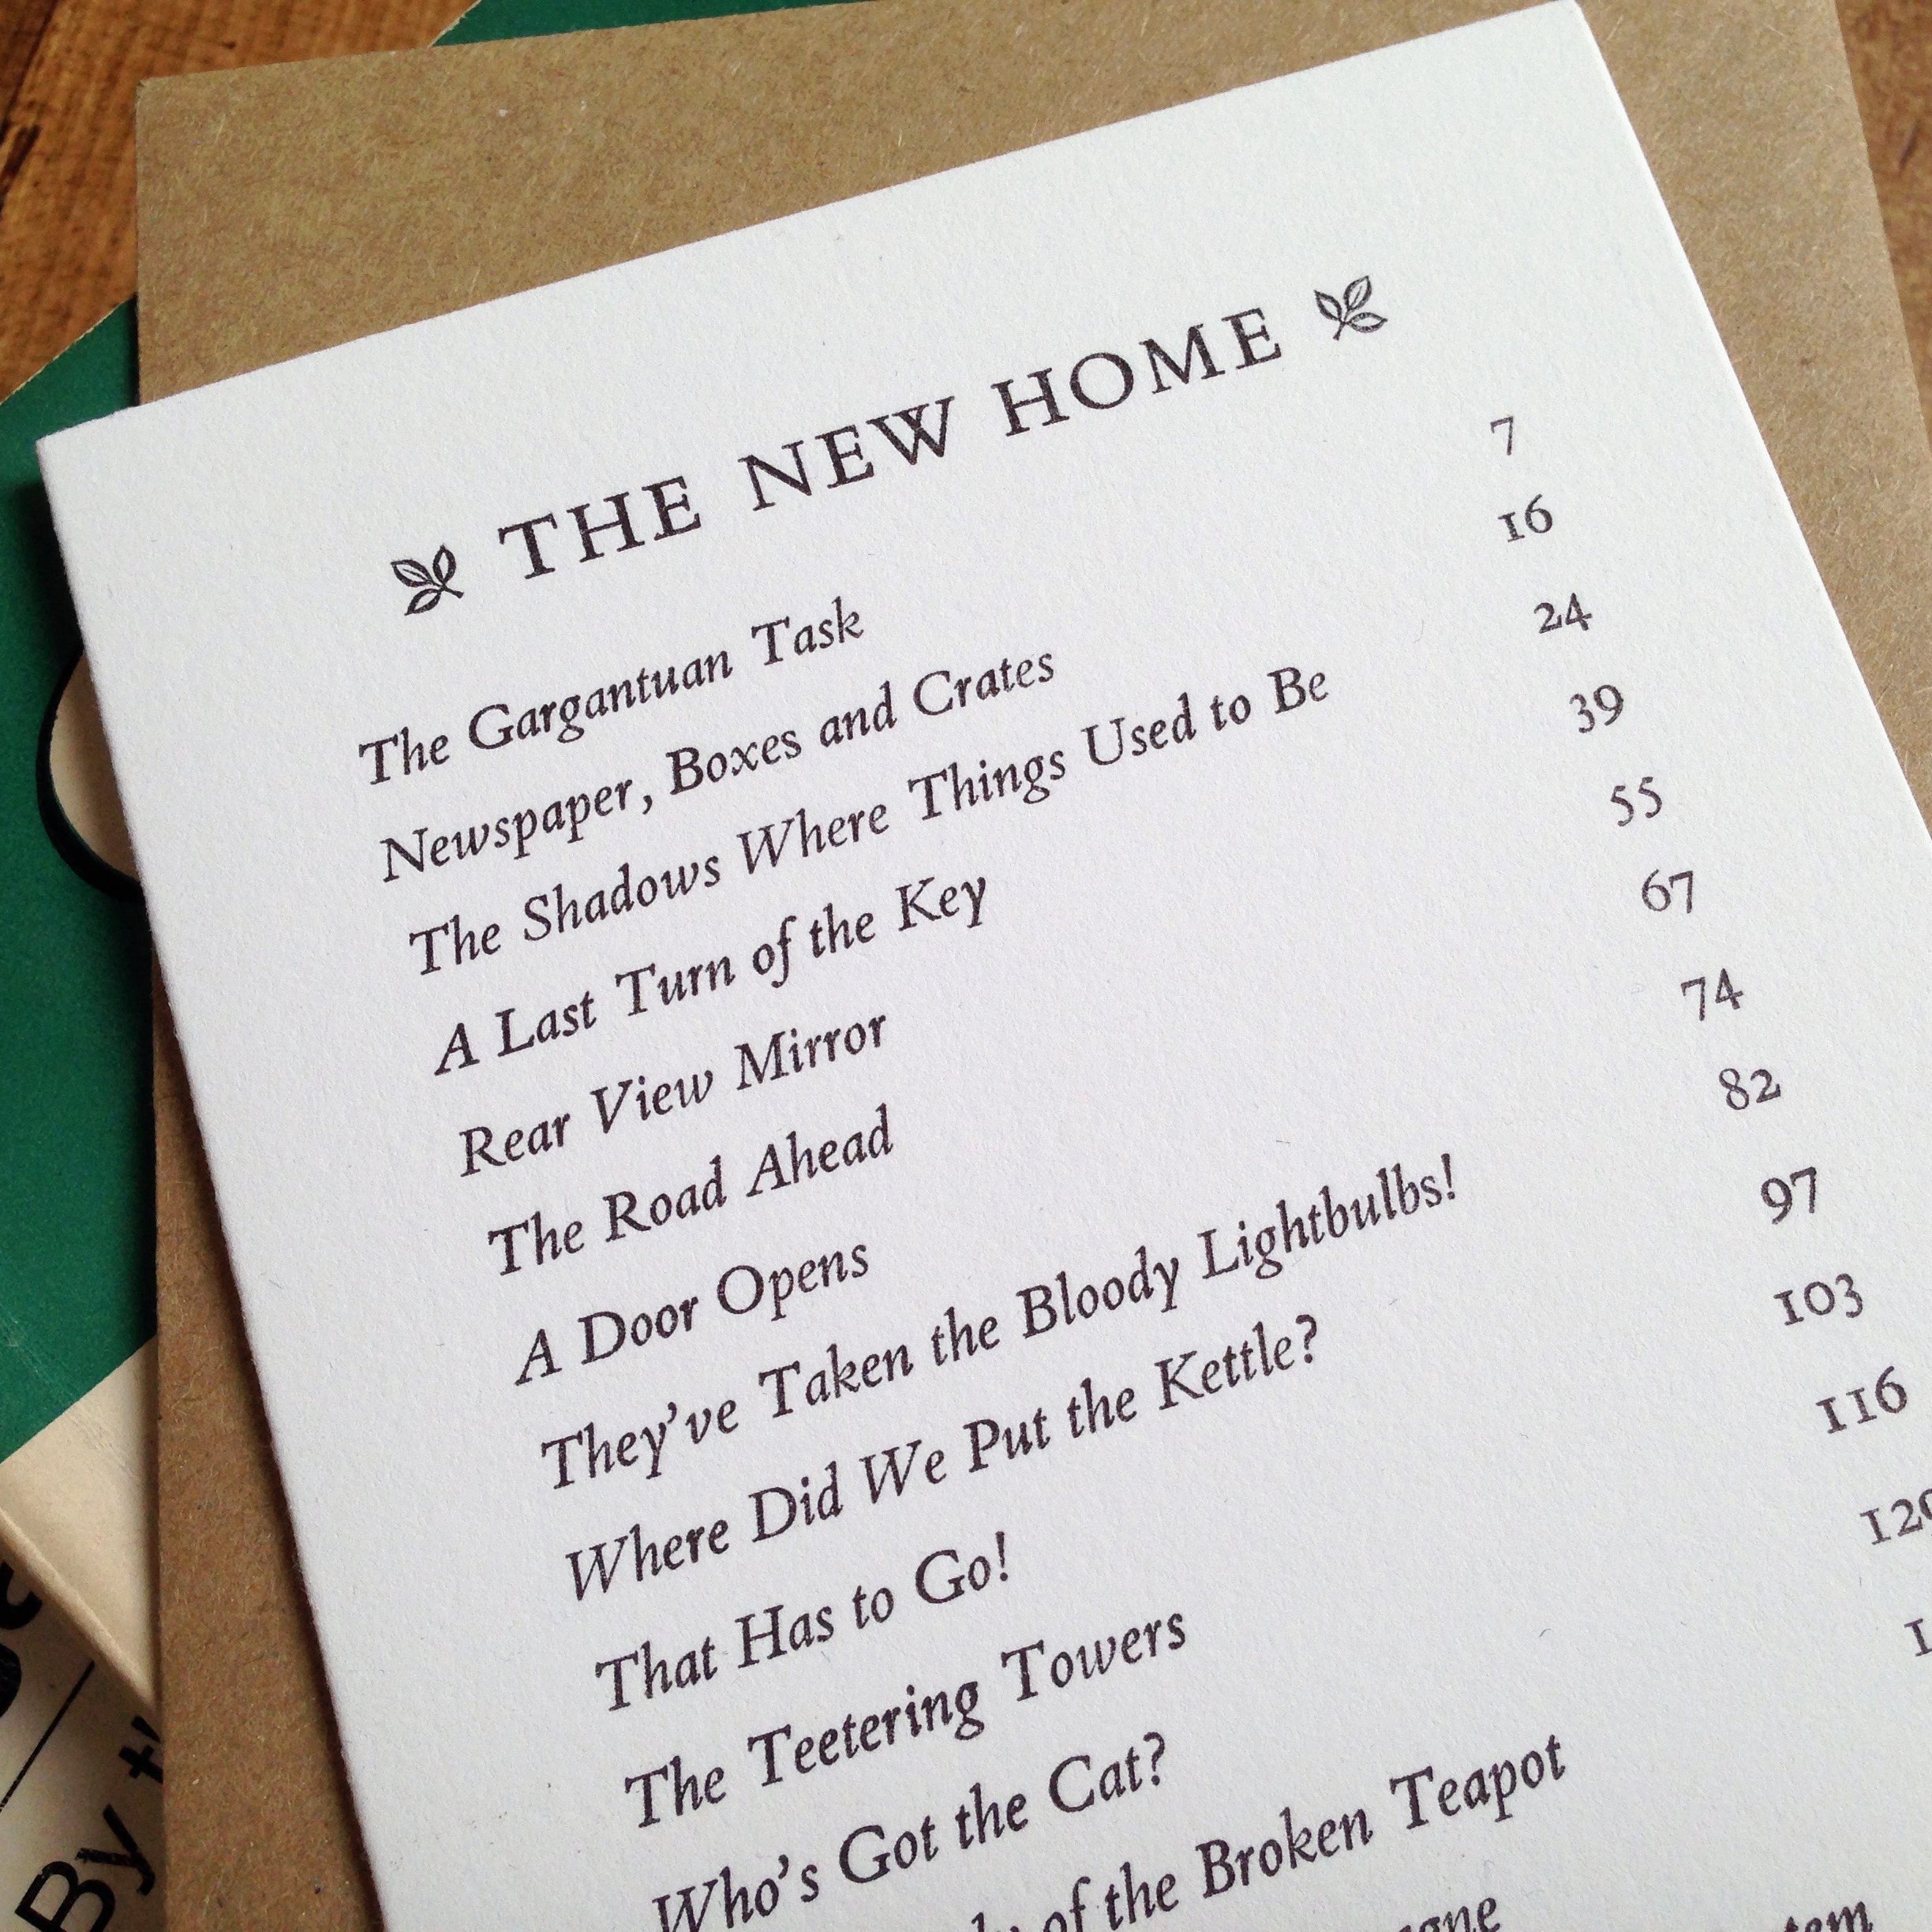 THE NEW HOME
The Gargantuan Task 7
Newspaper, Boxes and Crates 16
The Shadows Where Things Used to Be 24
A Last Turn of the Key 39
Rear View Mirror 55
The Road Ahead 67
A Door Opens 74
They've Taken the Bloody Lightbulbs! 82
Where Did We Put the Kettle? 97
That Has to Go! 103
The Teetering Towers 116
Who's Got the Cat?
of the Broken Teapot
By